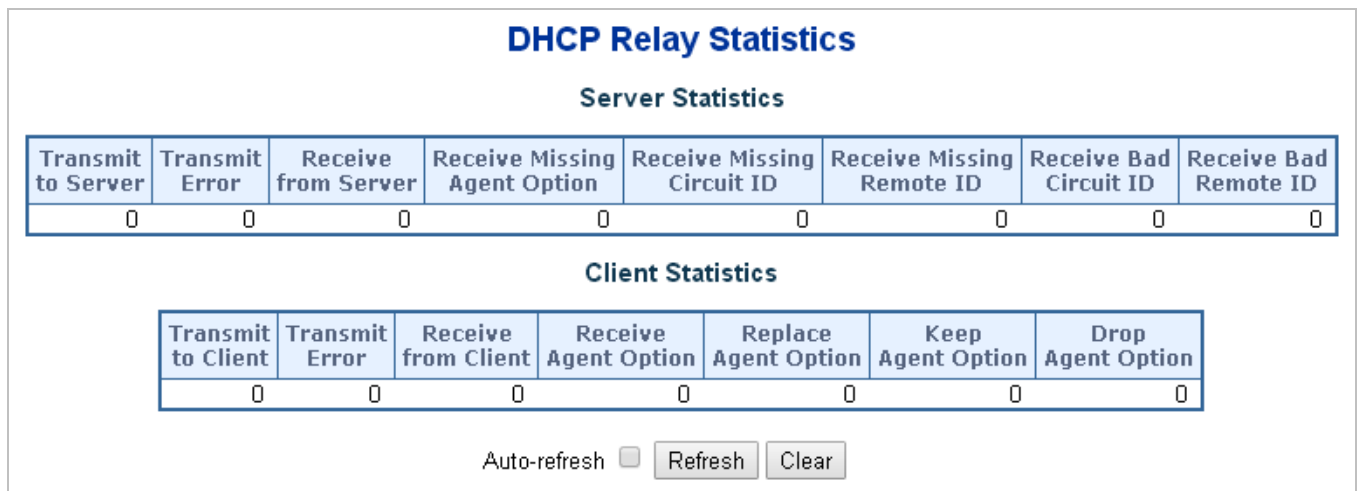 DHCP Relay Statistics
Server Statistics
Transmit to Server Transmit Error Receive from Server Receive Missing Agent Option Receive Missing Circuit ID Receive Missing Remote ID Receive Bad Circuit ID Receive Bad Remote ID
0 0 0 0 0 0 0 0
Client Statistics
Transmit to Client Transmit Error Receive from Client Receive Agent Option Replace Agent Option Keep Agent Option Drop Agent Option
0 0 0 0 0 0 0
Auto-refresh Refresh Clear